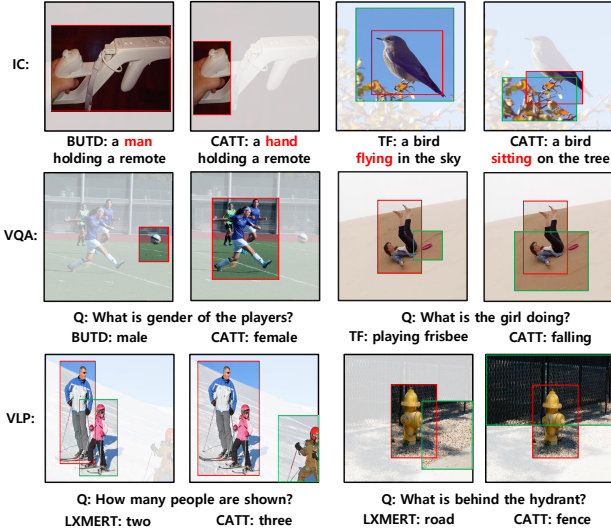 IC:
BUTD: a man
holding a remote
CATT: a hand
holding a remote
TF: a bird
flying in the sky
CATT: a bird
sitting on the tree
VQA:
Q: What is gender of the players?
BUTD: male
CATT: female
Q: What is the girl doing?
TF: playing frisbee
CATT: falling
VLP:
Q: How many people are shown?
LXMERT: two
CATT: three
Q: What is behind the hydrant?
LXMERT: road
CATT: fence